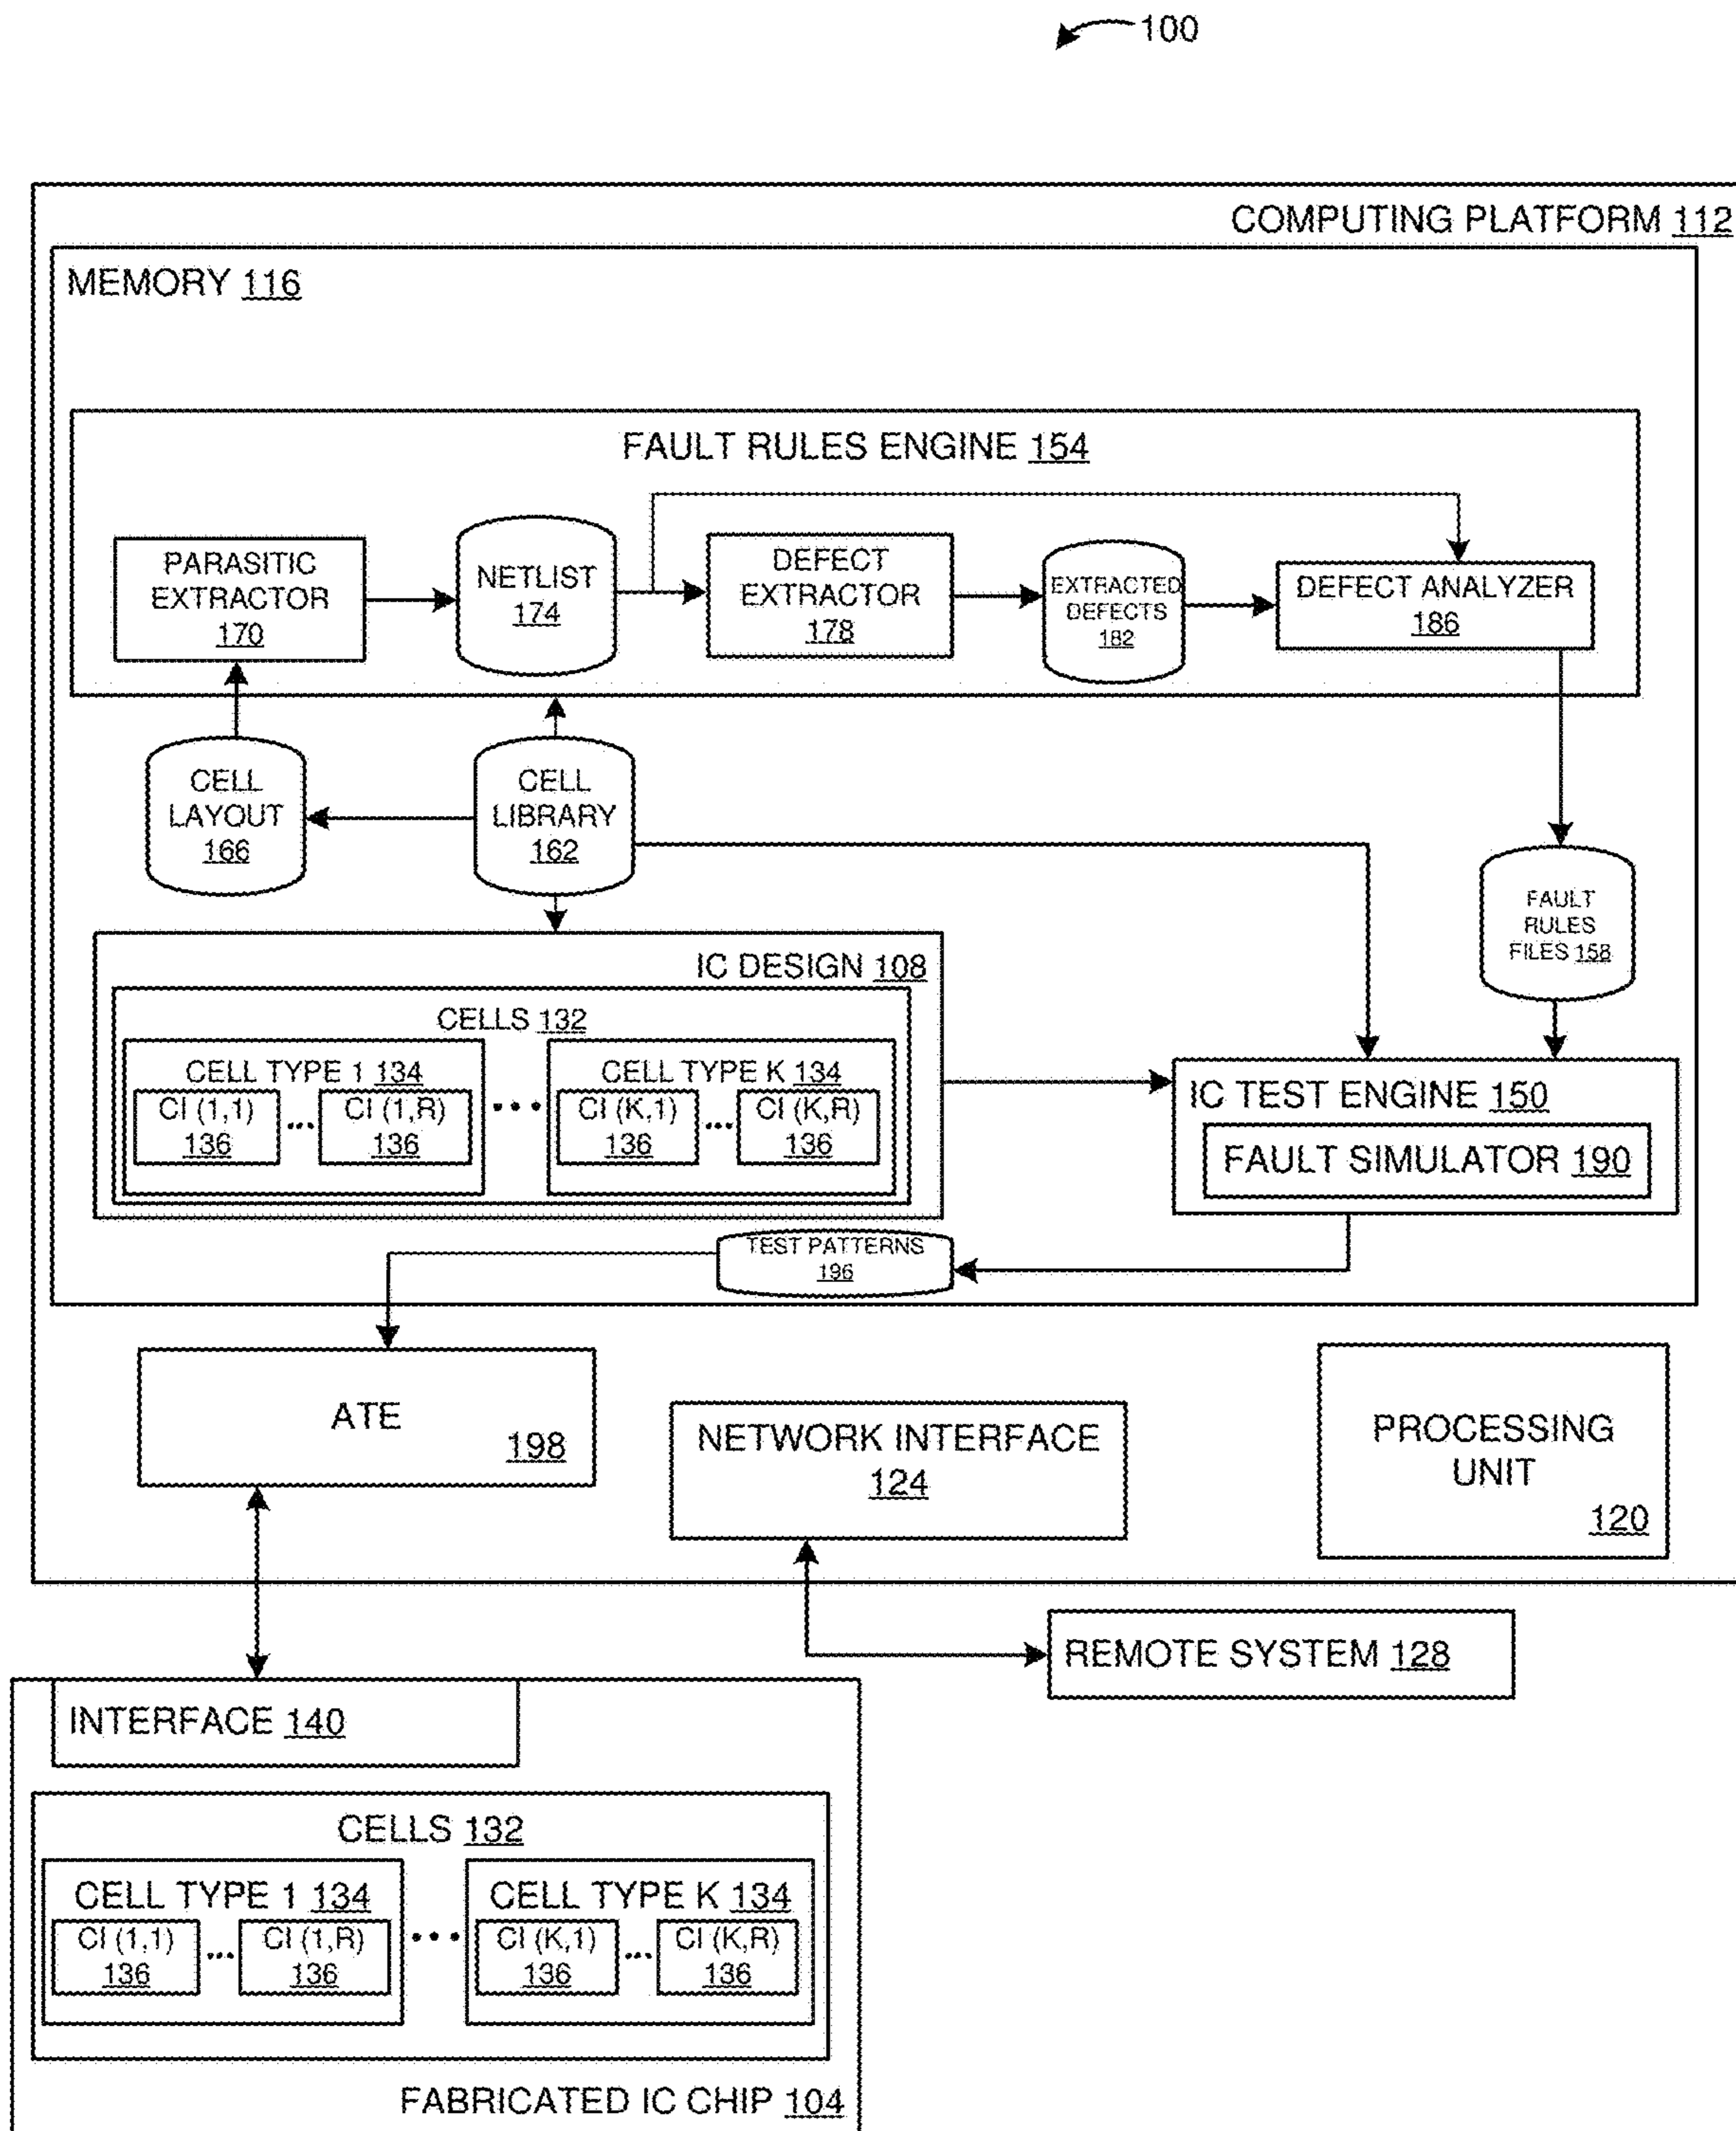 100
COMPUTING PLATFORM 112
MEMORY 116
FAULT RULES ENGINE 154
PARASITIC
EXTRACTOR
170
NETLIST
174
DEFECT
EXTRACTOR
178
EXTRACTED
DEFECTS
182
DEFECT ANALYZER
186
CELL
LAYOUT
166
CELL
LIBRARY
162
FAULT
RULES
FILES 158
IC DESIGN 108
CELLS 132
CELL TYPE 1 134
CI (1,1)
136
...
CI (1,R)
136
...
CELL TYPE K 134
CI (K,1)
136
...
CI (K,R)
136
IC TEST ENGINE 150
FAULT SIMULATOR 190
TEST PATTERNS
196
ATE
198
NETWORK INTERFACE
124
PROCESSING
UNIT
120
REMOTE SYSTEM 128
INTERFACE 140
CELLS 132
CELL TYPE 1 134
CI (1,1)
136
...
CI (1,R)
136
...
CELL TYPE K 134
CI (K,1)
136
...
CI (K,R)
136
FABRICATED IC CHIP 104